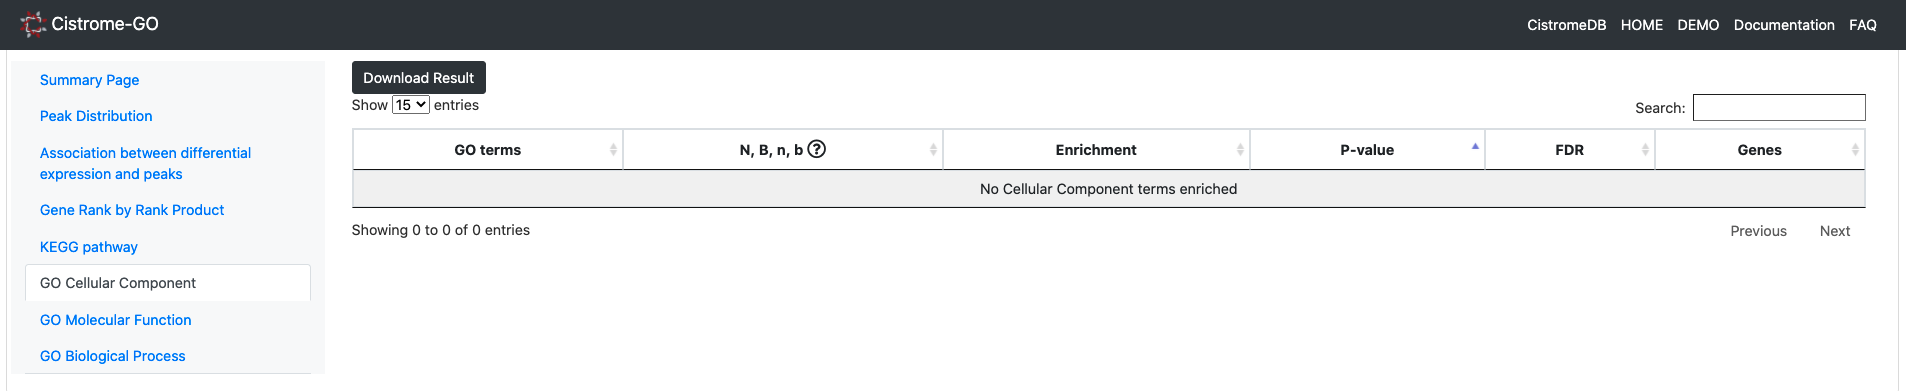 Cistrome-GO
CistromeDB HOME DEMO Documentation FAQ
Summary Page
Peak Distribution
Association between differential
expression and peaks
Gene Rank by Rank Product
KEGG pathway
GO Cellular Component
GO Molecular Function
GO Biological Process
Download Result
Show 15 entries
Search:
GO terms N, B, n, b ? Enrichment P-value FDR Genes
No Cellular Component terms enriched
Showing 0 to 0 of 0 entries
Previous Next